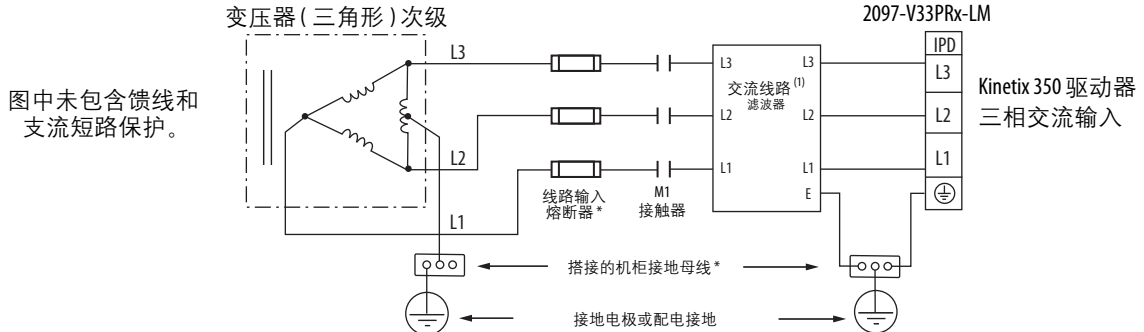 变压器 ( 三角形 ) 次级
2097-V33PRx-LM
图中未包含馈线和
支流短路保护。
L3
L2
L1
线路输入
熔断器 *
M1
接触器
L3
L3
交流线路 (1)
滤波器
L2
L2
L1
L1
E
IPD
L3
L2
L1
Kinetix 350 驱动器
三相交流输入
搭接的机柜接地母线 *
接地电极或配电接地